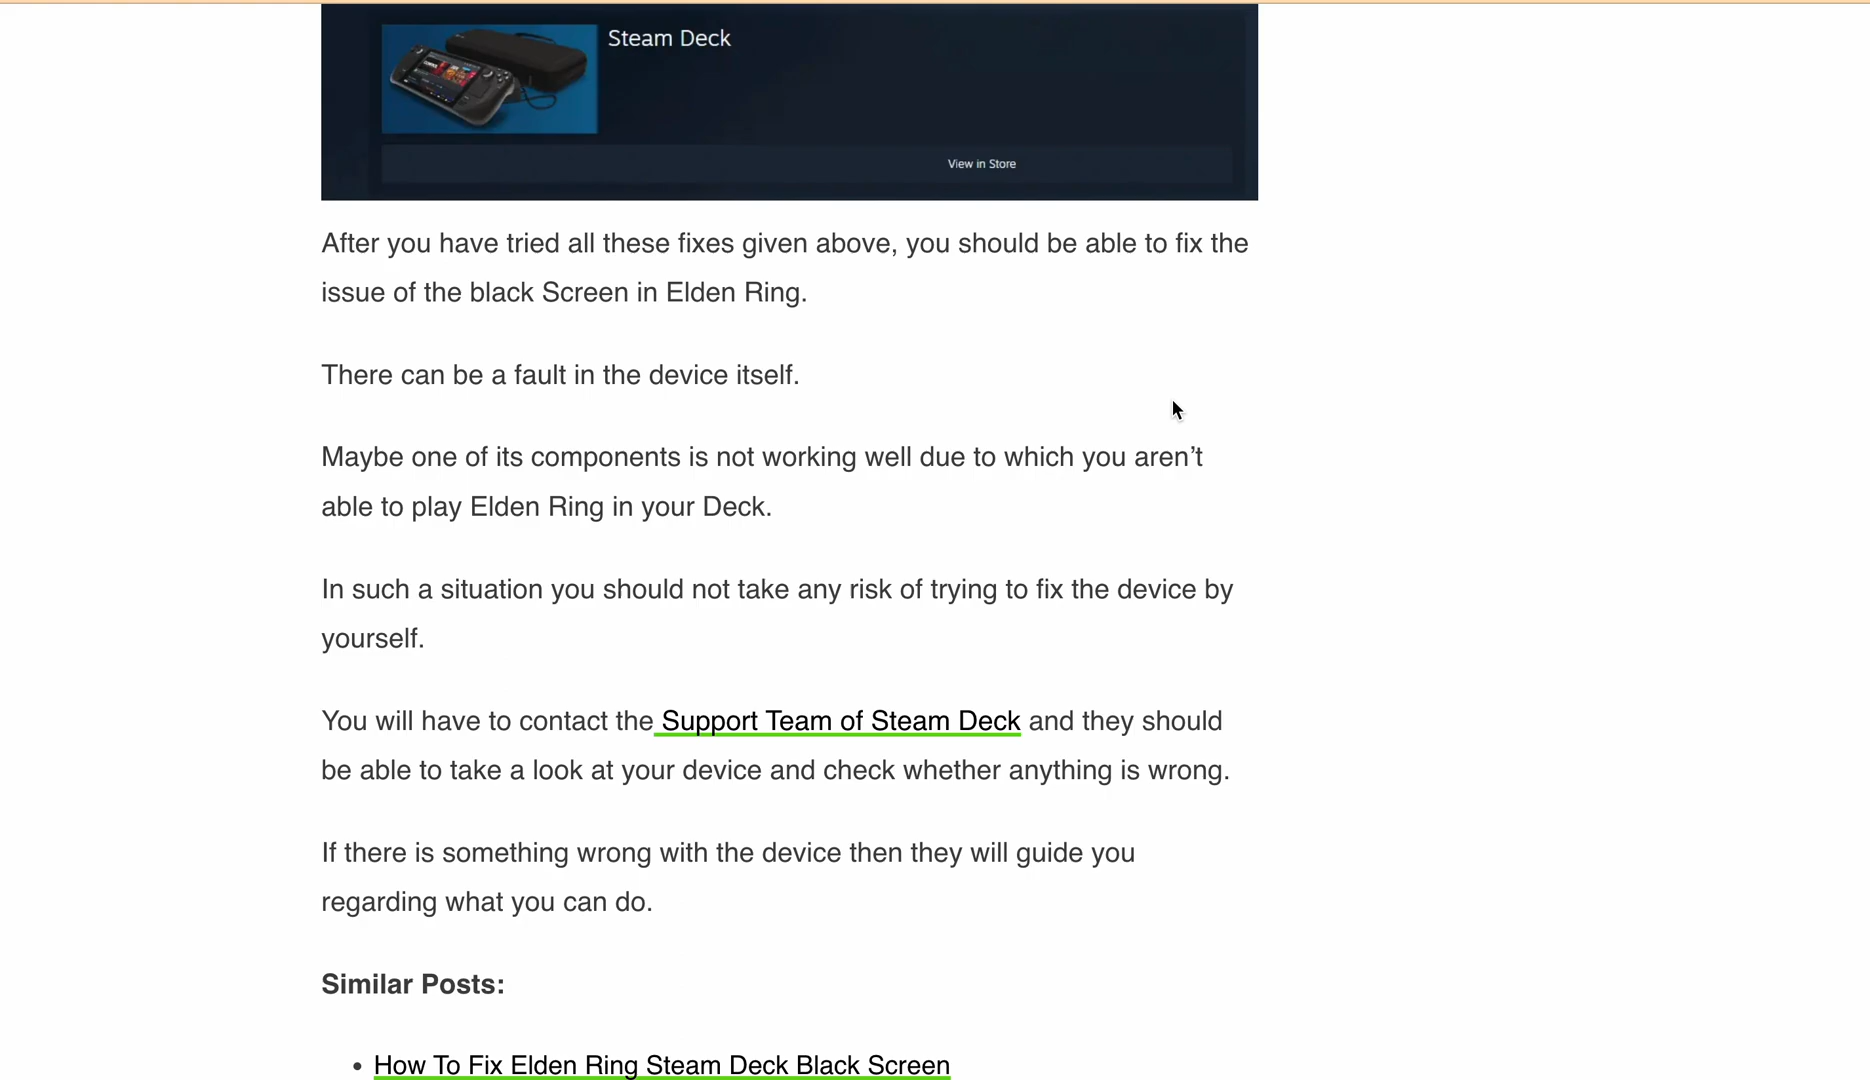 Steam Deck
View in Store
After you have tried all these fixes given above, you should be able to fix the
issue of the black Screen in Elden Ring.
There can be a fault in the device itself.
Maybe one of its components is not working well due to which you aren’t
able to play Elden Ring in your Deck.
In such a situation you should not take any risk of trying to fix the device by
yourself.
You will have to contact the Support Team of Steam Deck and they should
be able to take a look at your device and check whether anything is wrong.
If there is something wrong with the device then they will guide you
regarding what you can do.
Similar Posts:
• How To Fix Elden Ring Steam Deck Black Screen